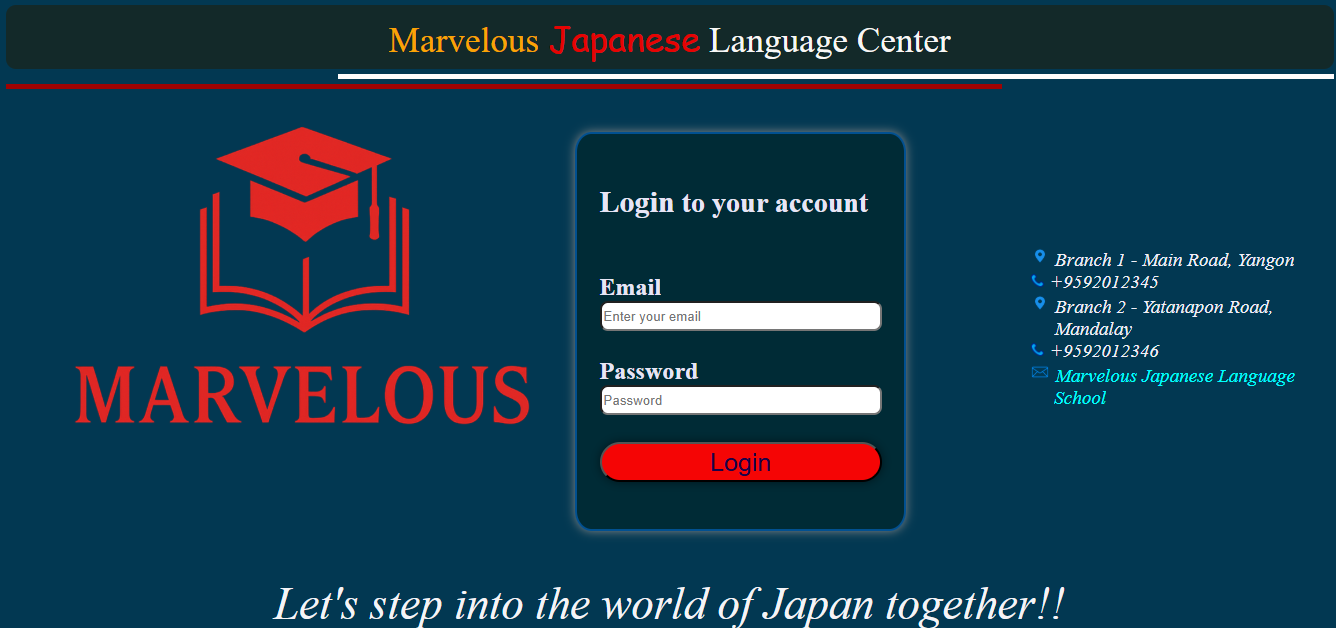 Marvelous Japanese Language Center
MARVELOUS
Login to your account
Email
Enter your email
Password
Password
Login
Branch 1 - Main Road, Yangon
+9592012345
Branch 2 - Yatanapon Road,
Mandalay
+9592012346
Marvelous Japanese Language
School
Let's step into the world of Japan together!!